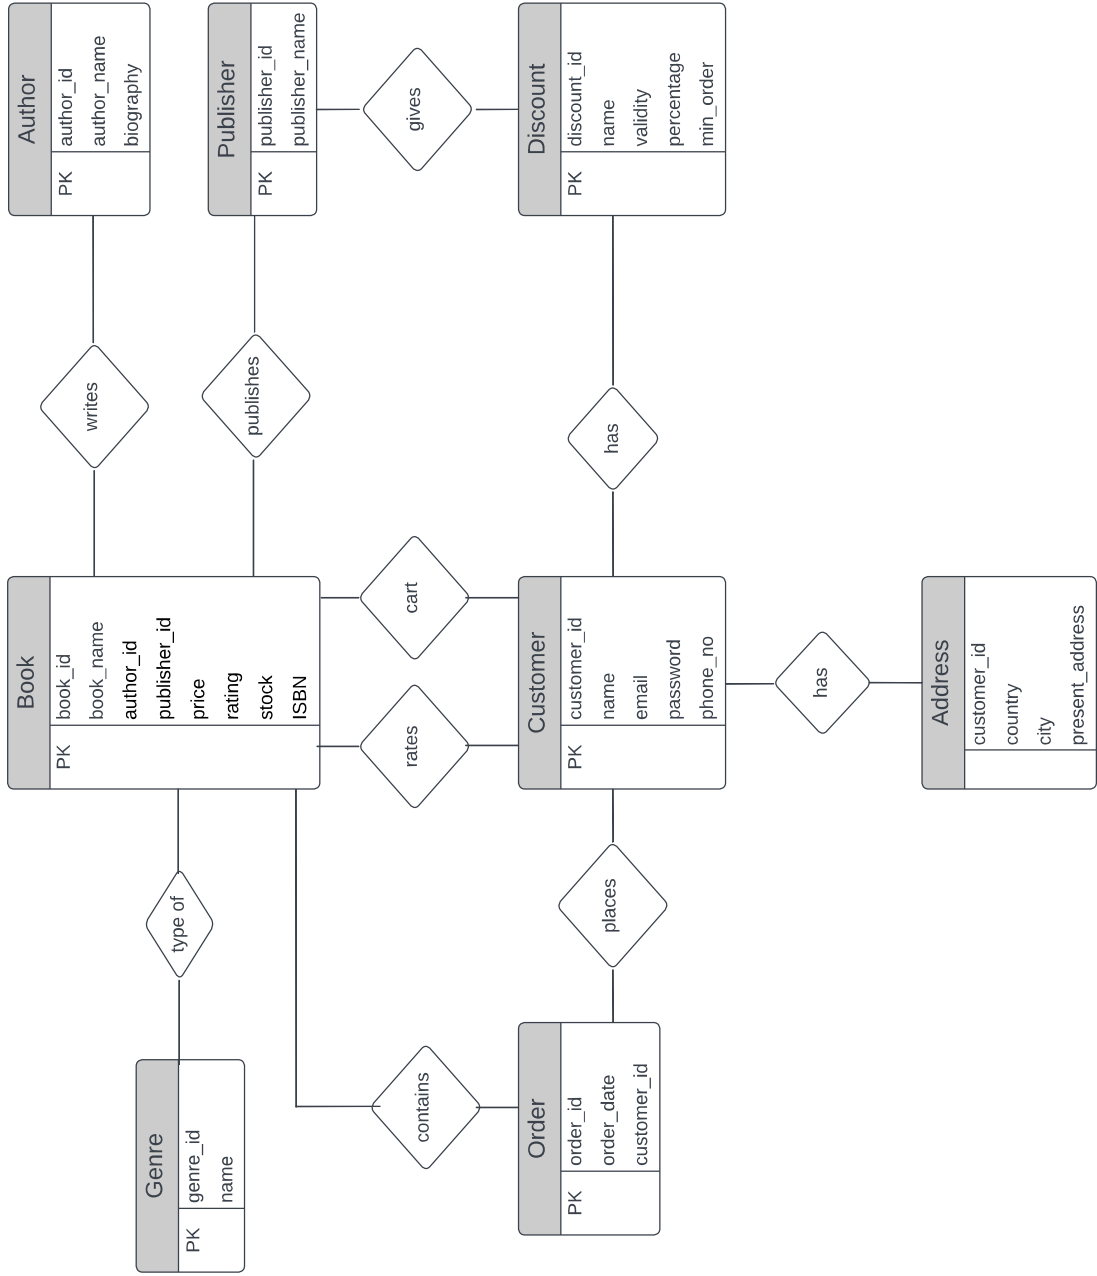 Genre
PK
genre_id
name
type of
Book
PK
book_id
book_name
author_id
publisher_id
price
rating
stock
ISBN
writes
Author
PK
author_id
author_name
biography
publishes
Publisher
PK
publisher_id
publisher_name
contains
rates
cart
gives
Order
PK
order_id
order_date
customer_id
places
Customer
PK
customer_id
name
email
password
phone_no
has
Discount
PK
discount_id
name
validity
percentage
min_order
has
Address
customer_id
country
city
present_address